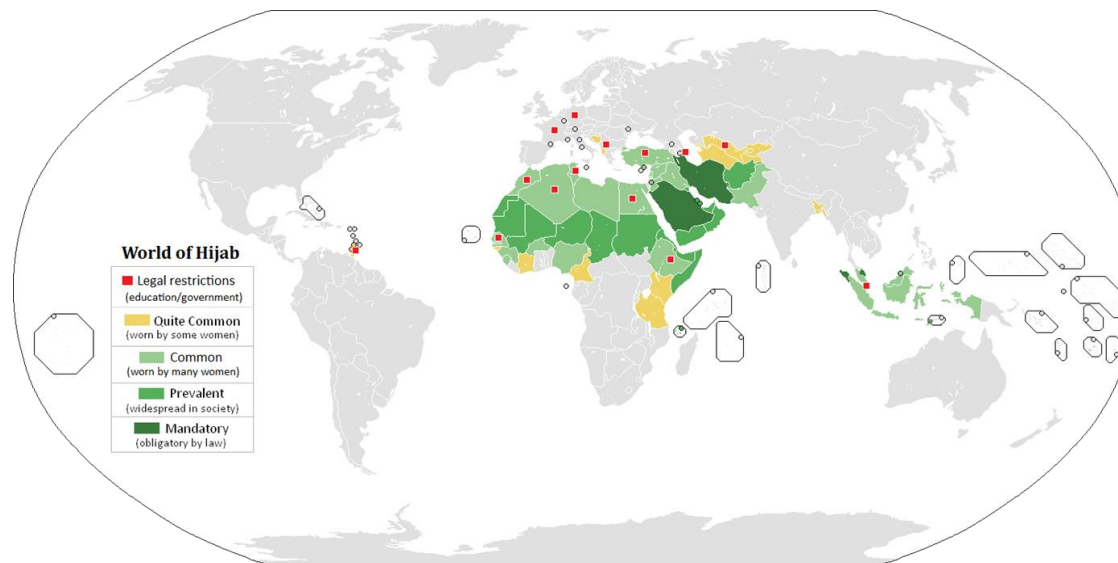 World of Hijab
Legal restrictions
(education/government)
Quite Common
(worn by some women)
Common
(worn by many women)
Prevalent
(widespread in society)
Mandatory
(obligatory by law)